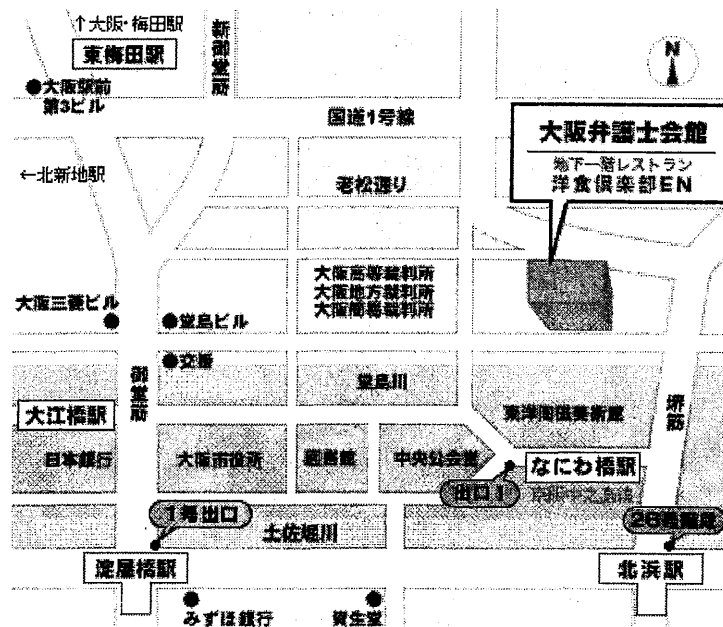 ↑大阪・梅田駅
東梅田駅
新御堂筋
N
●大阪駅前
第3ビル
国道1号線
大阪弁護士会館
地下一階レストラン
洋食倶楽部EN
←北新地駅
老松通り
大阪高等裁判所
大阪地方裁判所
大阪簡易裁判所
大阪三菱ビル
●堂島ビル
●交番
御堂筋
堂島川
堺筋
大江橋駅
東洋陶磁美術館
日本銀行
大阪市役所
図書館
中央公会堂
なにわ橋駅
出口1
京阪中之島線
1号出口
土佐堀川
淀屋橋駅
北浜駅
みずほ銀行
資生堂